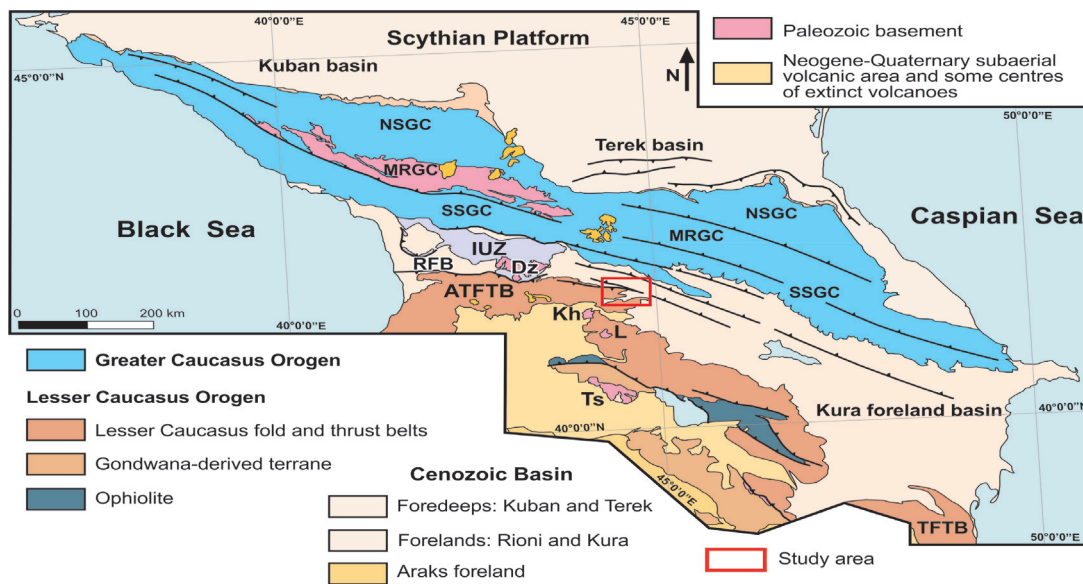 40°0'0"E
45°0'0"E
Paleozoic basement
Scythian Platform
N
Neogene-Quaternary subaerial
volcanic area and some centres
of extinct volcanoes
45°0'0"N
Kuban basin
50°0'0"N
NSGC
Terek basin
MRGC
NSGC
Caspian Sea
SSGC
Black Sea
MRGC
IUZ
RFB
Dź
SSGC
ATFTB
Kh
0 100 200 km
40°0'0"E
L
Greater Caucasus Orogen
Ts
Kura foreland basin
Lesser Caucasus Orogen
40°0'0"N
40°0'0"N
Lesser Caucasus fold and thrust belts
Gondwana-derived terrane
Cenozoic Basin
45°0'0"E
Ophiolite
Foredeeps: Kuban and Terek
TFTB
50°0'0"E
Forelands: Rioni and Kura
Study area
Araks foreland